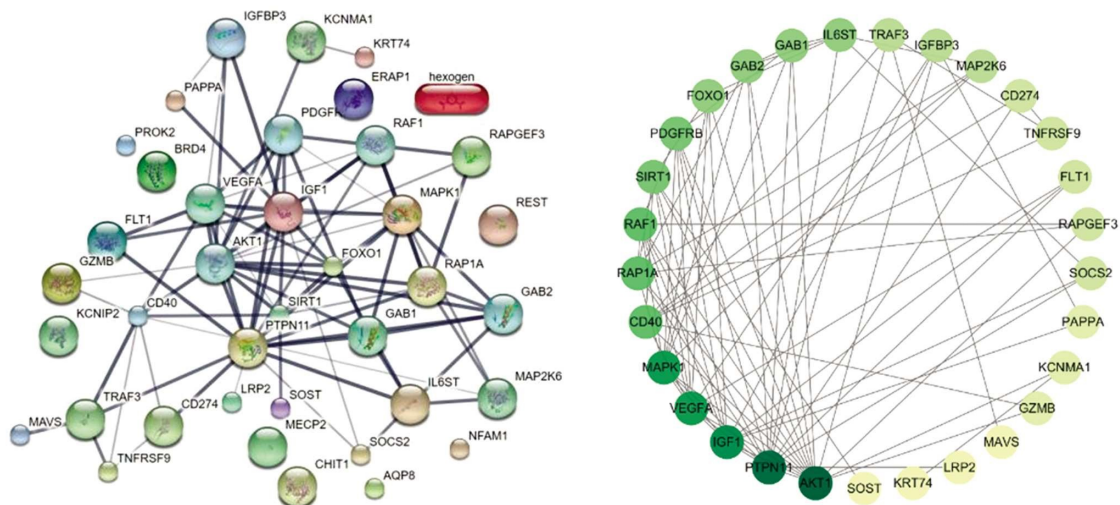 IGFBP3
KCNMA1
KRT74
PAPPA
ERAP1
hexogen
PDGFR
RAF1
RAPGEF3
PROK2
BRD4
VEGFA
IGF1
MAPK1
REST
FLT1
AKT1
FOXO1
RAP1A
GZMB
CD40
SIRT1
GAB2
KCNIP2
PTPN11
GAB1
MAP2K6
IL6ST
LRP2
SOST
TRAF3
CD274
MAVS
MECP2
SOCS2
NFAM1
TNFRSF9
CHIT1
AQP8
IL6ST
TRAF3
GAB1
IGFBP3
GAB2
MAP2K6
FOXO1
CD274
PDGFRB
TNFRSF9
SIRT1
FLT1
RAF1
RAPGEF3
RAP1A
SOCS2
CD40
PAPPA
MAPK1
KCNMA1
VEGFA
GZMB
IGF1
MAVS
PTPN11
LRP2
AKT1
KRT74
SOST